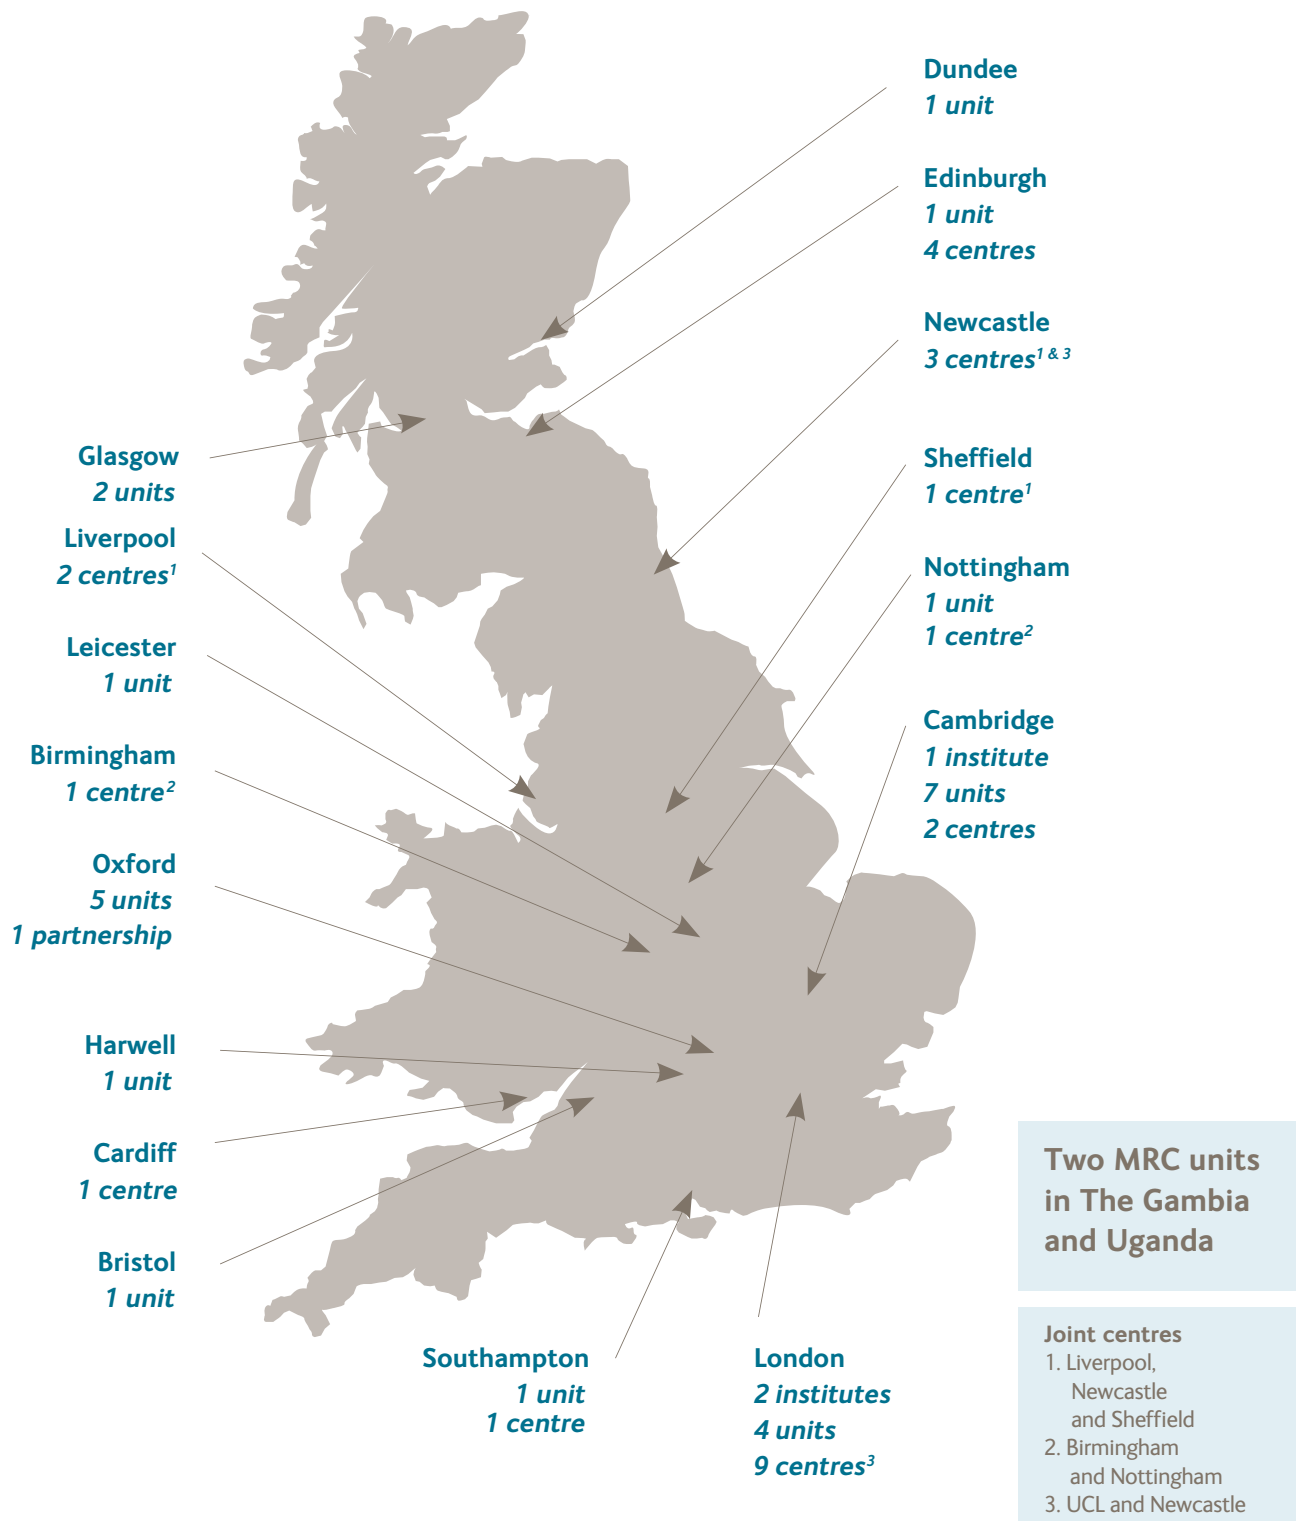 Dundee
1 unit
Edinburgh
1 unit
4 centres
Newcastle
3 centres1 & 3
Sheffield
1 centre1
Nottingham
1 unit
1 centre2
Cambridge
1 institute
7 units
2 centres
Glasgow
2 units
Liverpool
2 centres1
Leicester
1 unit
Birmingham
1 centre2
Oxford
5 units
1 partnership
Harwell
1 unit
Cardiff
1 centre
Bristol
1 unit
Southampton
1 unit
1 centre
London
2 institutes
4 units
9 centres3
Two MRC units
in The Gambia
and Uganda
Joint centres
1. Liverpool,
Newcastle
and Sheffield
2. Birmingham
and Nottingham
3. UCL and Newcastle